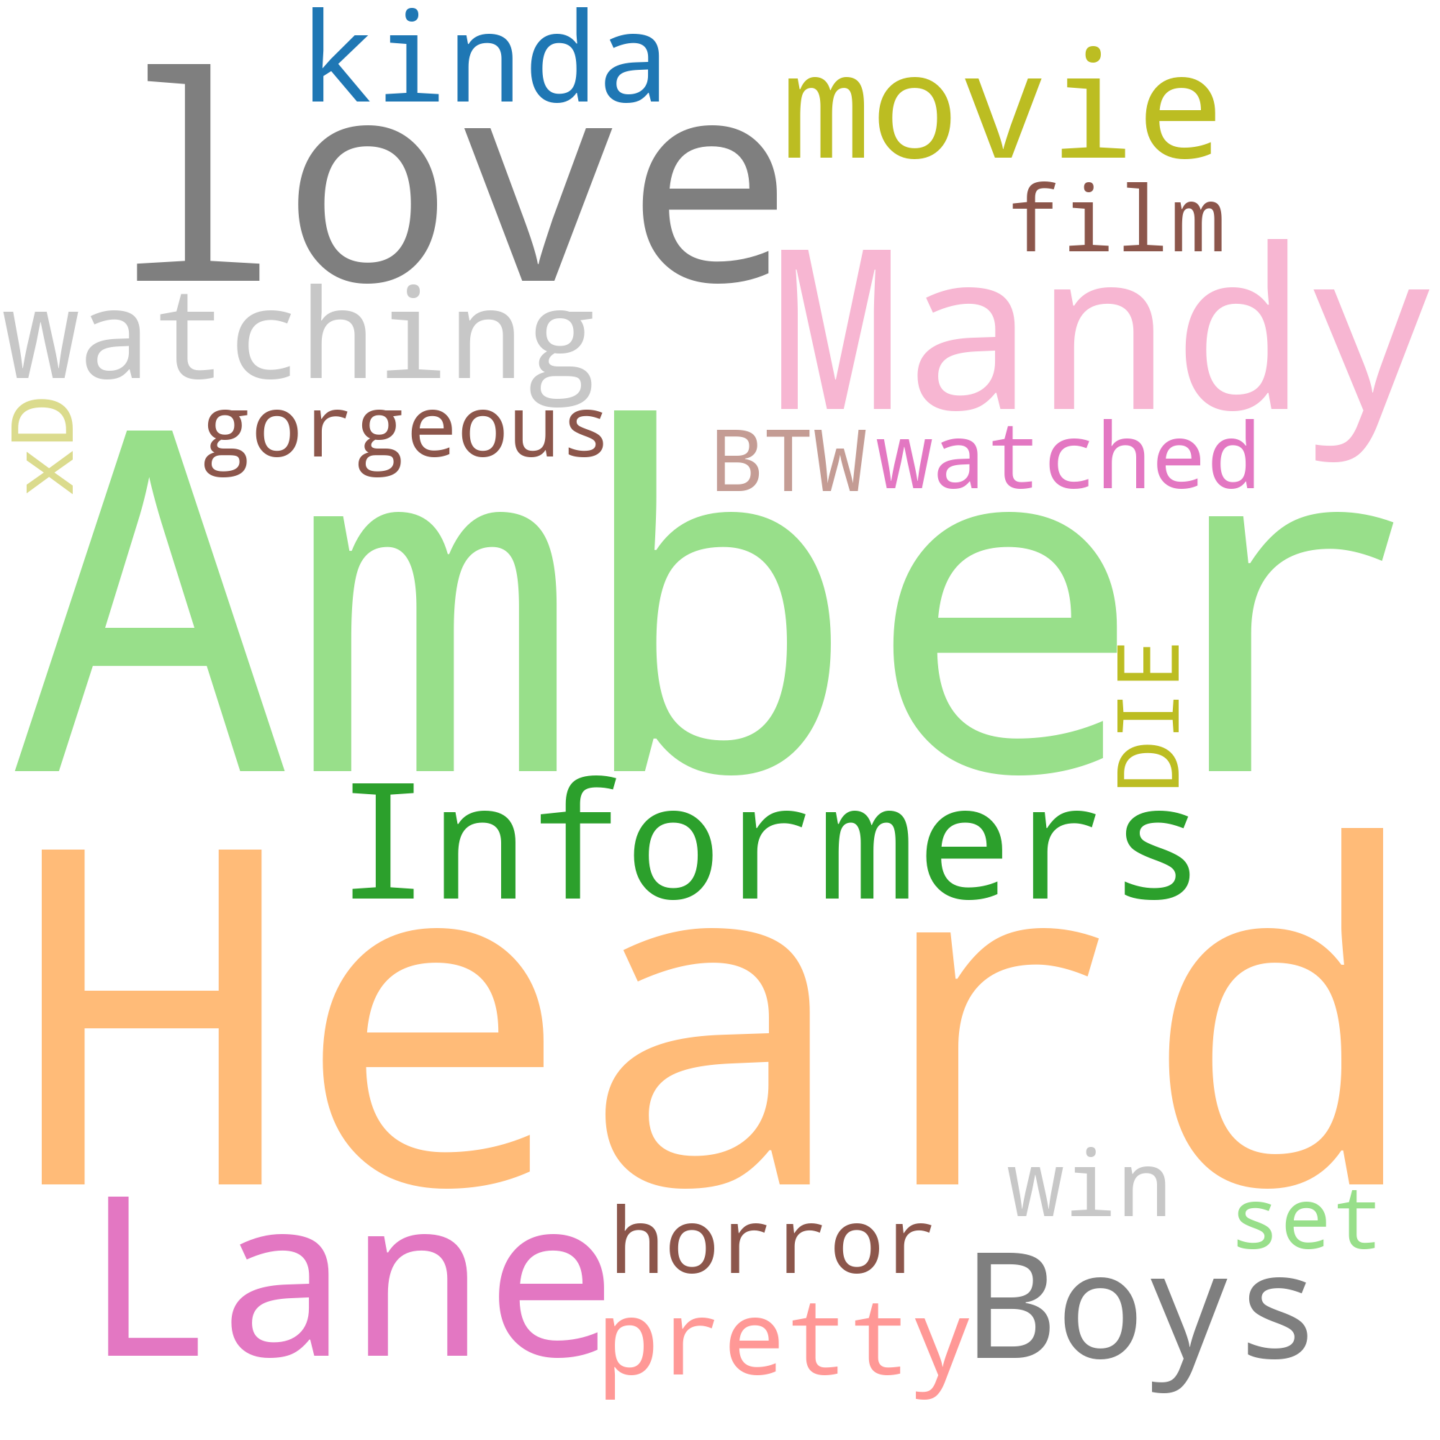 kinda
love
movie
film
Mandy
watching
xD
gorgeous
BTW
watched
Amber
DIE
Informers
Heard
win
set
Lane
horror
Boys
pretty